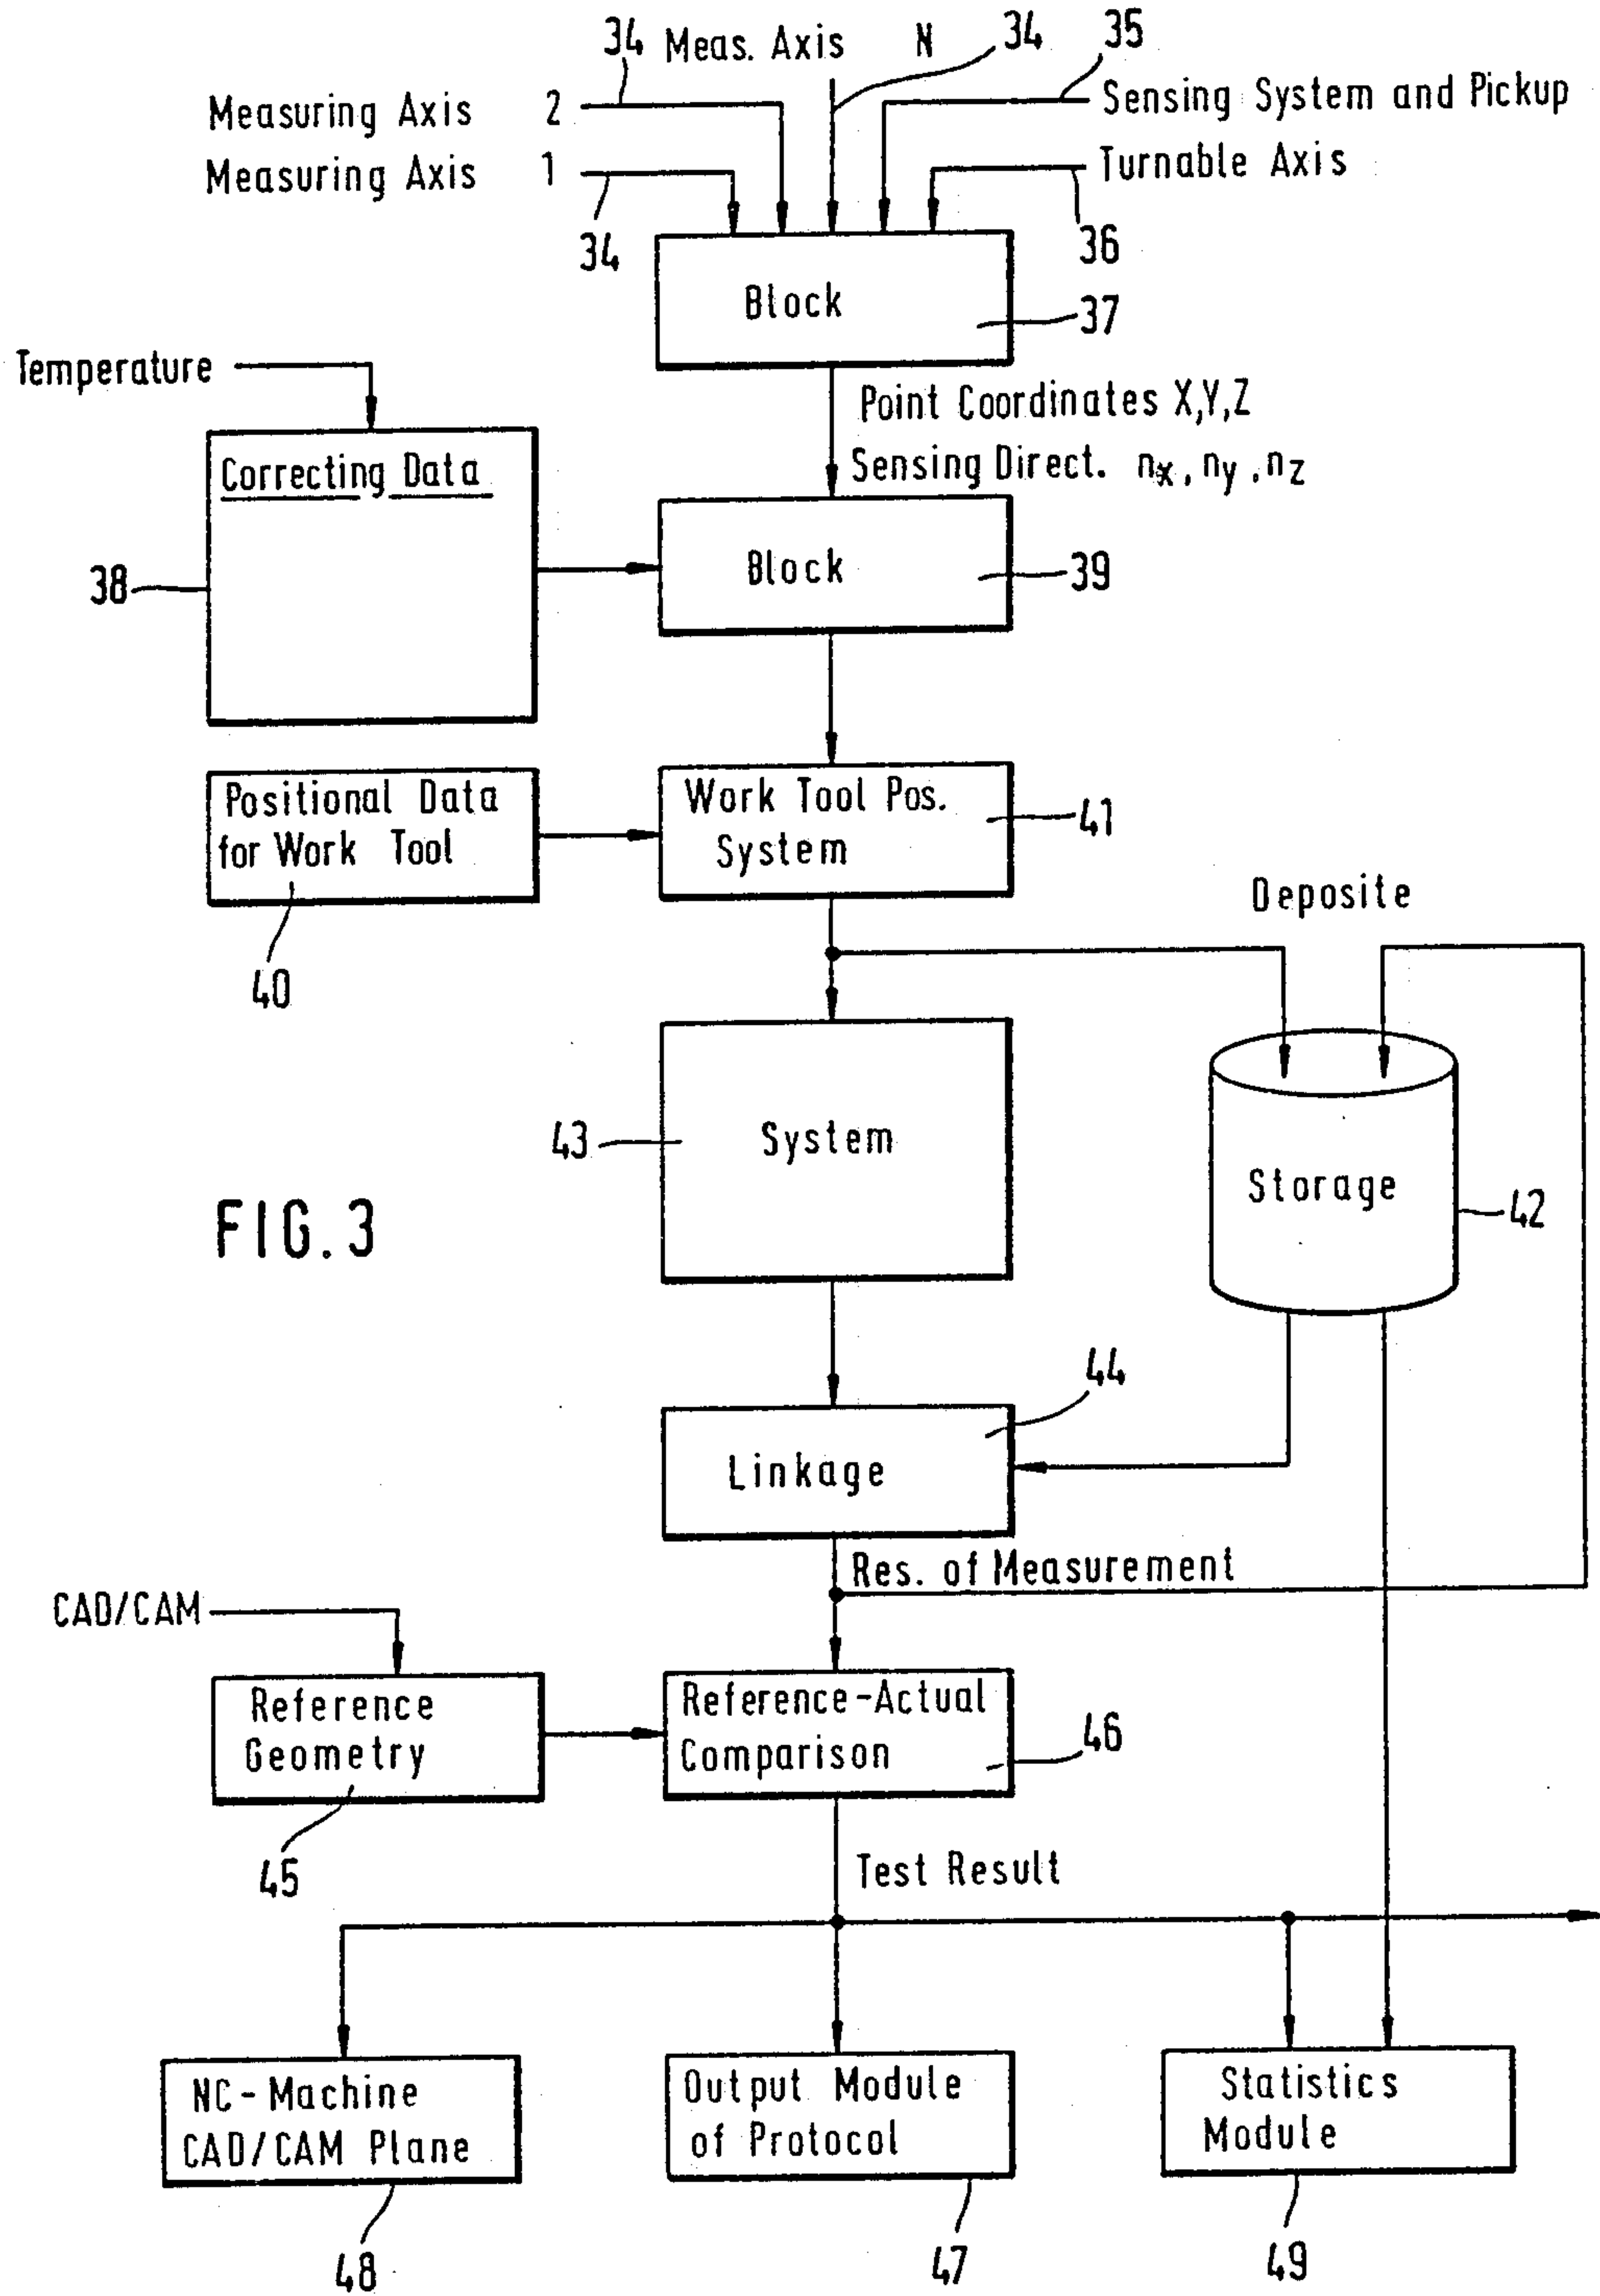 34 Meas. Axis N 34 35
Measuring Axis 2
Sensing System and Pickup
Measuring Axis 1
Turnable Axis
34
36
Block
37
Temperature
Point Coordinates X,Y,Z
Correcting Data
Sensing Direct. nx, ny, nz
38
Block
39
Positional Data
for Work Tool
40
Work Tool Pos.
System
41
Deposite
43
System
Storage
42
FIG. 3
44
Linkage
Res. of Measurement
CAD/CAM
Reference
Geometry
45
Reference-Actual
Comparison
46
Test Result
NC-Machine
CAD/CAM Plane
48
Output Module
of Protocol
47
Statistics
Module
49